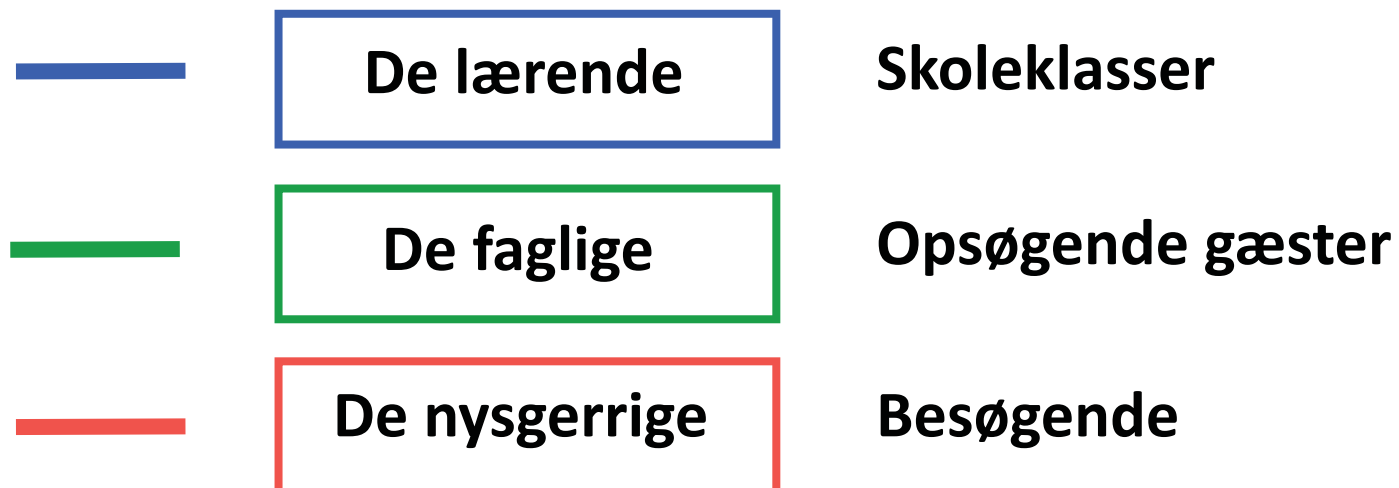 De lærende Skoleklasser
De faglige Opsøgende gæster
De nysgerrige Besøgende